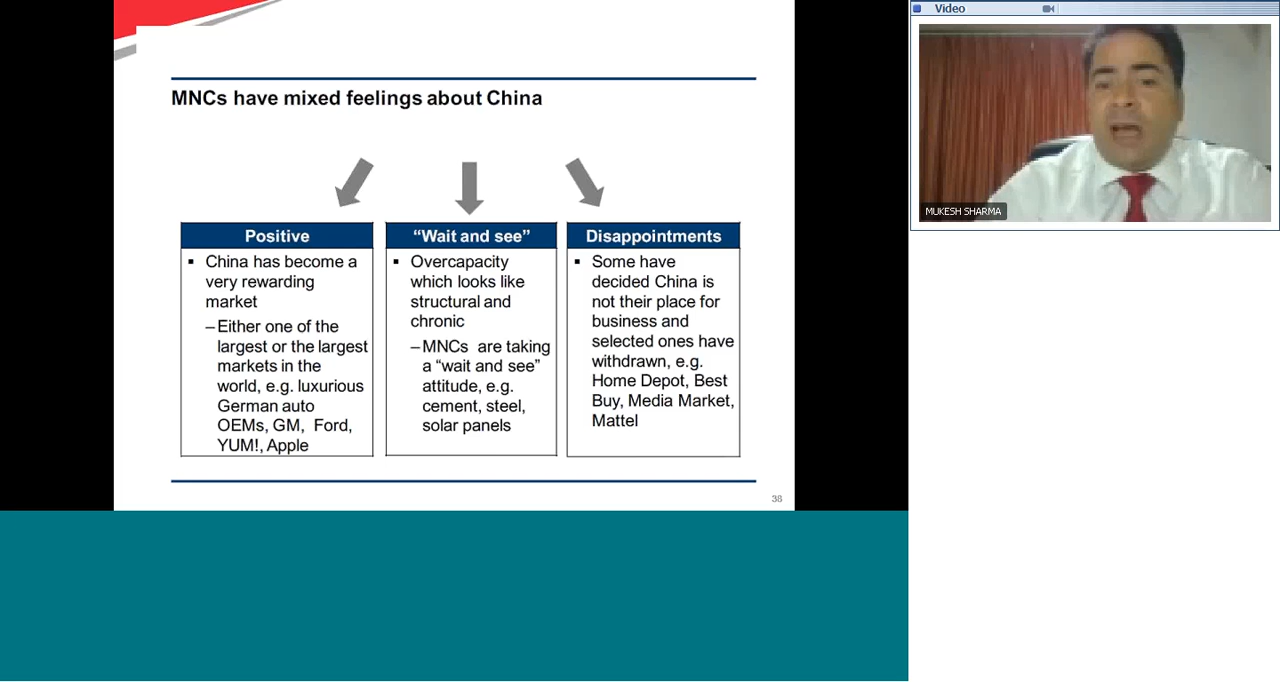 MNCs have mixed feelings about China
Positive
▪ China has become a
very rewarding
market
–Either one of the
largest or the largest
markets in the
world, e.g. luxurious
German auto
OEMs, GM, Ford,
YUM!, Apple
“Wait and see”
▪ Overcapacity
which looks like
structural and
chronic
–MNCs are taking
a “wait and see”
attitude, e.g.
cement, steel,
solar panels
Disappointments
▪ Some have
decided China is
not their place for
business and
selected ones have
withdrawn, e.g.
Home Depot, Best
Buy, Media Market,
Mattel
38
Video
MUKESH SHARMA